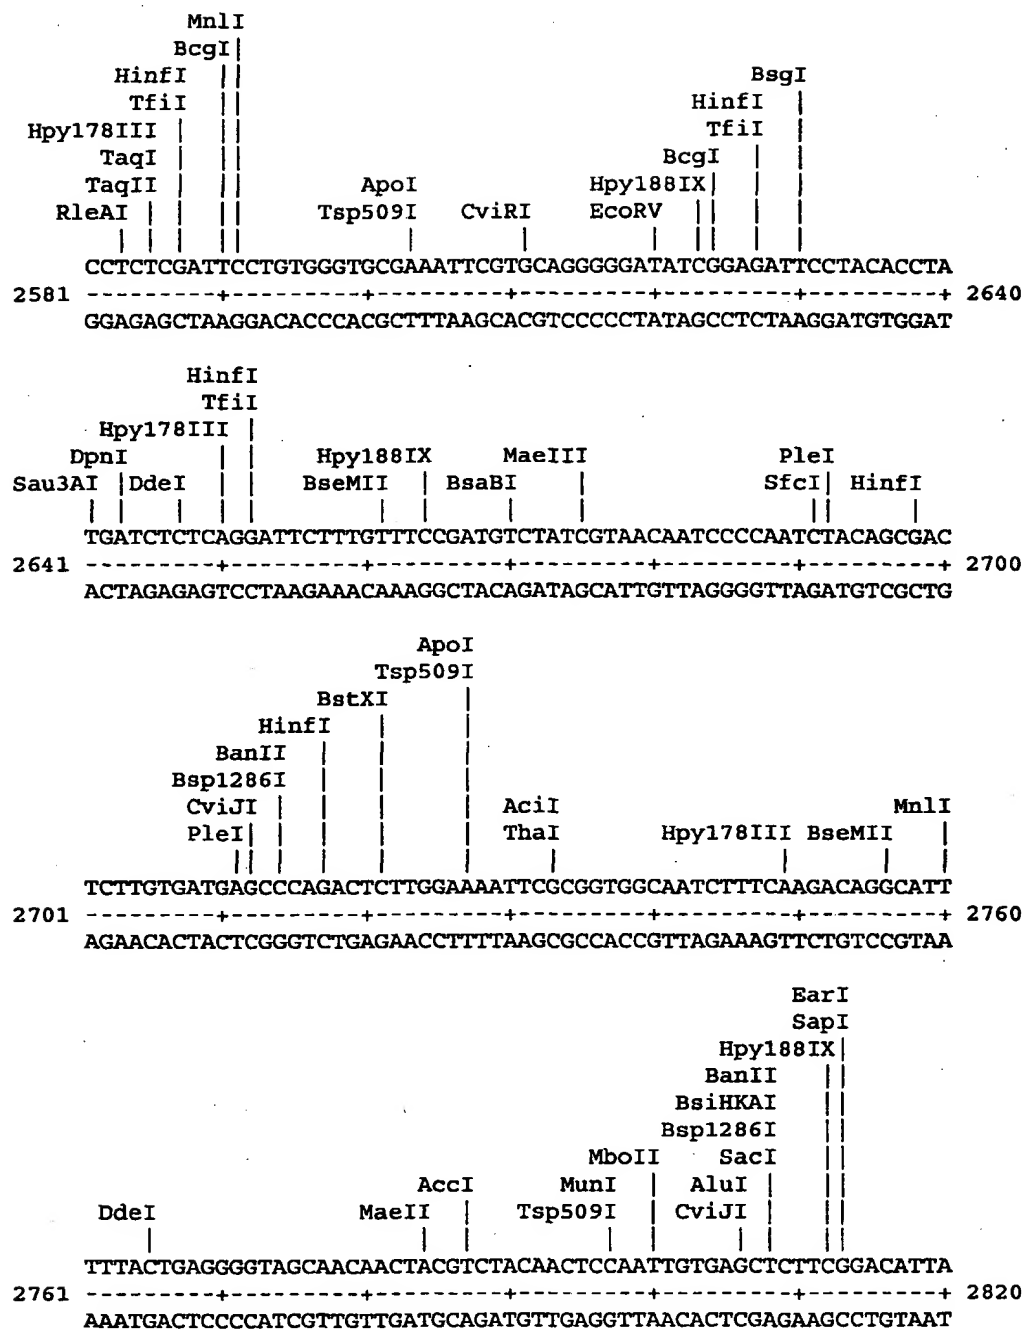 MnlI
BcgI
HinfI BsgI
TfiI HinfI
Hpy178III TfiI
TaqI BcgI
TaqII ApoI Hpy188IX
RleAI Tsp509I CviRI EcoRV
CCTCTCGATTCCTGTGGGTGCGAAATTCGTGCAGGGGGATATCGGAGATTCCTACACCTA
2581 ---------+---------+---------+---------+---------+---------+ 2640
GGAGAGCTAAGGACACCCACGCTTTAAGCACGTCCCCCTATAGCCTCTAAGGATGTGGAT
HinfI
TfiI
Hpy178III
DpnI Hpy188IX MaeIII PleI
Sau3AI DdeI BseMII BsaBI SfcI HinfI
TGATCTCTCAGGATTCTTTGTTTCCGATGTCTATCGTAACAATCCCCAATCTACAGCGAC
2641 ---------+---------+---------+---------+---------+---------+ 2700
ACTAGAGAGTCCTAAGAAACAAAGGCTACAGATAGCATTGTTAGGGGTTAGATGTCGCTG
ApoI
Tsp509I
BstXI
HinfI
BanII
Bsp1286I
CviJI AciI MnlI
PleI ThaI Hpy178III BseMII
TCTTGTGATGAGCCCAGACTCTTGGAAAATTCGCGGTGGCAATCTTTCAAGACAGGCATT
2701 ---------+---------+---------+---------+---------+---------+ 2760
AGAACACTACTCGGGTCTGAGAACCTTTTAAGCGCCACCGTTAGAAAGTTCTGTCCGTAA
EarI
SapI
Hpy188IX
BanII
BsiHKAI
Bsp1286I
MboII SacI
AccI MunI AluI
DdeI MaeII Tsp509I CviJI
TTTACTGAGGGGTAGCAACAACTACGTCTACAACTCCAATTGTGAGCTCTTCGGACATTA
2761 ---------+---------+---------+---------+---------+---------+ 2820
AAATGACTCCCCATCGTTGTTGATGCAGATGTTGAGGTTAACACTCGAGAAGCCTGTAAT